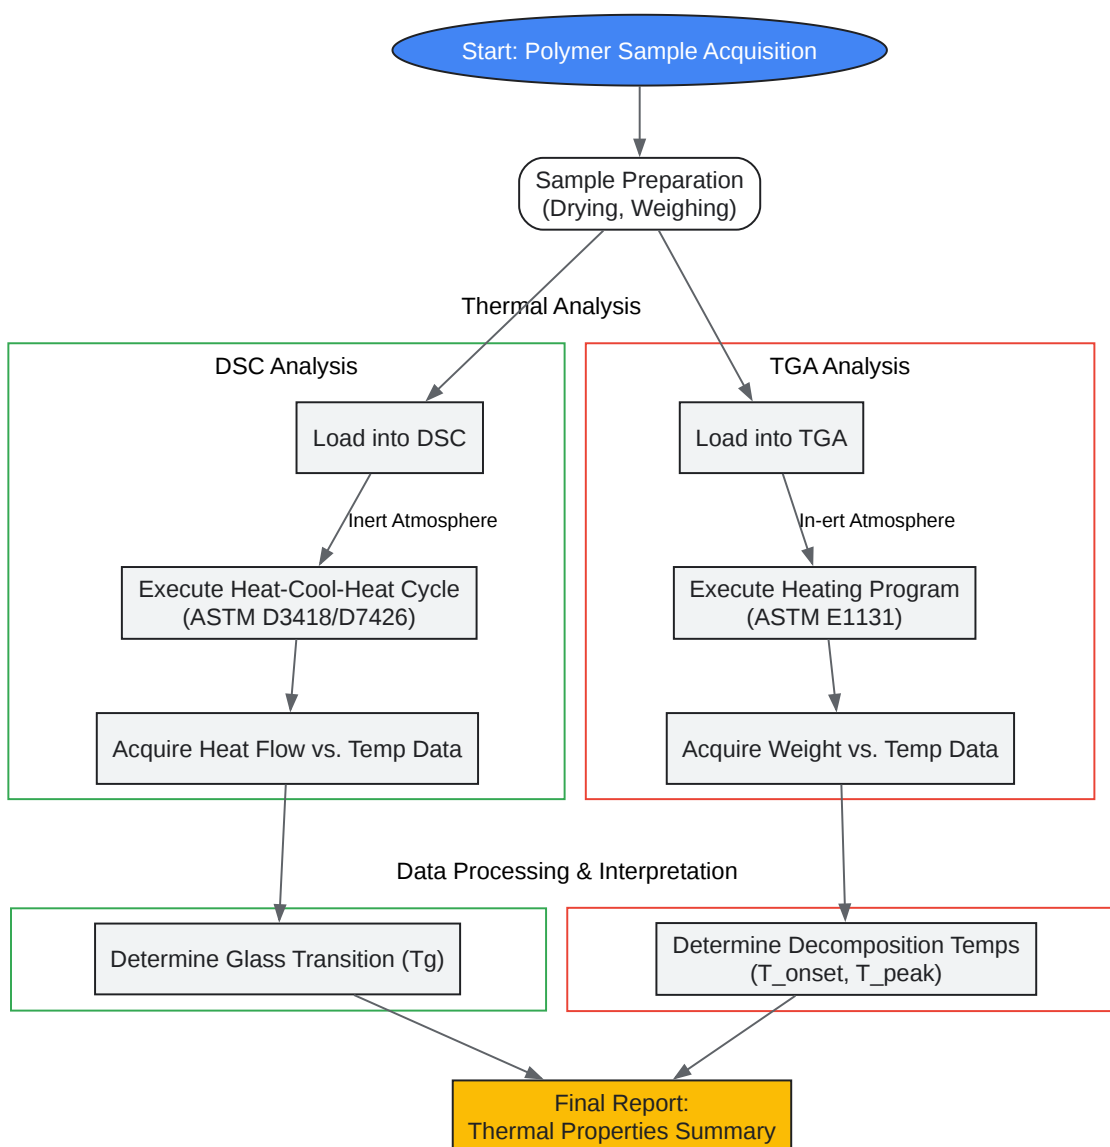 Start: Polymer Sample Acquisition
Sample Preparation
(Drying, Weighing)
Thermal Analysis
DSC Analysis
Load into DSC
Inert Atmosphere
Execute Heat-Cool-Heat Cycle
(ASTM D3418/D7426)
Acquire Heat Flow vs. Temp Data
TGA Analysis
Load into TGA
In-ert Atmosphere
Execute Heating Program
(ASTM E1131)
Acquire Weight vs. Temp Data
Data Processing & Interpretation
Determine Glass Transition (Tg)
Determine Decomposition Temps
(T_onset, T_peak)
Final Report:
Thermal Properties Summary